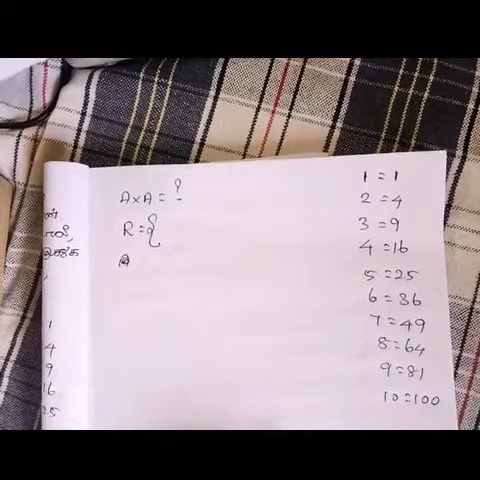 A×A = ?
R = {
A
1 = 1
2 = 4
3 = 9
4 = 16
5 = 25
6 = 36
7 = 49
8 = 64
9 = 81
10 = 100
1
4
9
16
25